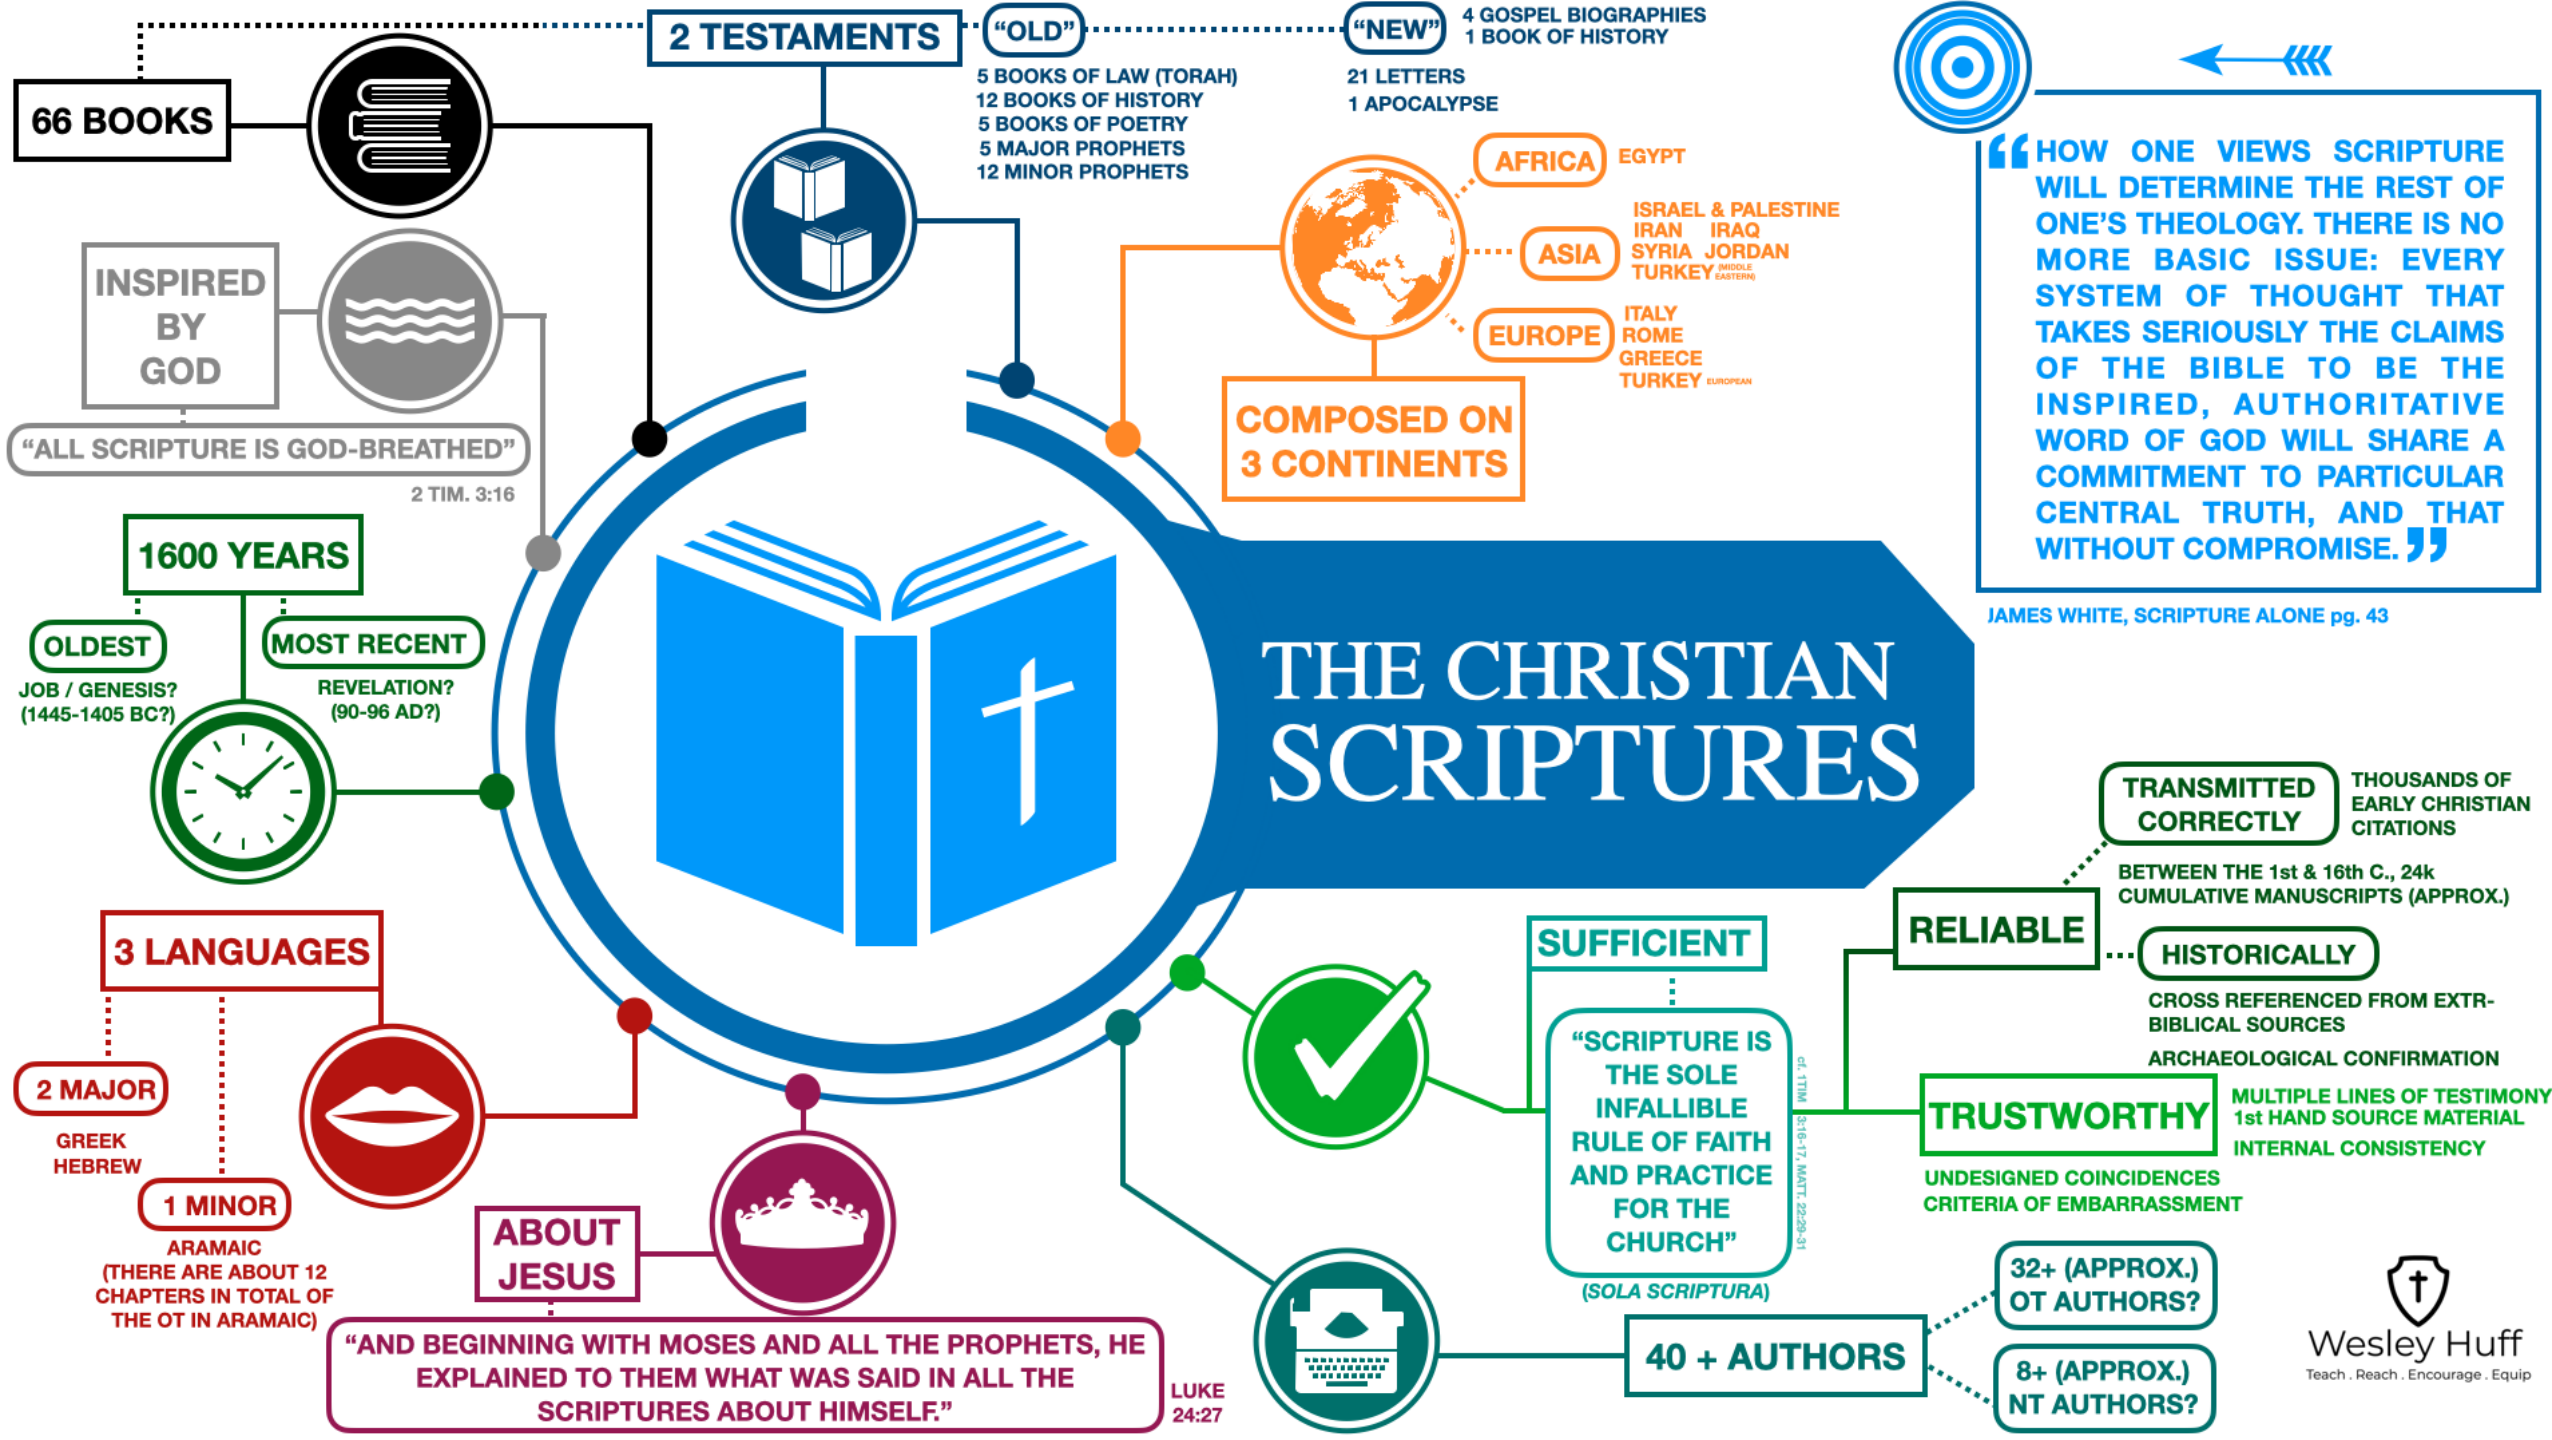 66 BOOKS
2 TESTAMENTS
“OLD”
5 BOOKS OF LAW (TORAH)
12 BOOKS OF HISTORY
5 BOOKS OF POETRY
5 MAJOR PROPHETS
12 MINOR PROPHETS
“NEW”
4 GOSPEL BIOGRAPHIES
1 BOOK OF HISTORY
21 LETTERS
1 APOCALYPSE
INSPIRED
BY
GOD
“ALL SCRIPTURE IS GOD-BREATHED”
2 TIM. 3:16
AFRICA
EGYPT
ASIA
ISRAEL & PALESTINE
IRAN IRAQ
SYRIA JORDAN
TURKEY (MIDDLE
EASTERN)
EUROPE
ITALY
ROME
GREECE
TURKEY EUROPEAN
COMPOSED ON
3 CONTINENTS
“ HOW ONE VIEWS SCRIPTURE
WILL DETERMINE THE REST OF
ONE’S THEOLOGY. THERE IS NO
MORE BASIC ISSUE: EVERY
SYSTEM OF THOUGHT THAT
TAKES SERIOUSLY THE CLAIMS
OF THE BIBLE TO BE THE
INSPIRED, AUTHORITATIVE
WORD OF GOD WILL SHARE A
COMMITMENT TO PARTICULAR
CENTRAL TRUTH, AND THAT
WITHOUT COMPROMISE. ”
JAMES WHITE, SCRIPTURE ALONE pg. 43
1600 YEARS
OLDEST
JOB / GENESIS?
(1445-1405 BC?)
MOST RECENT
REVELATION?
(90-96 AD?)
THE CHRISTIAN
SCRIPTURES
3 LANGUAGES
2 MAJOR
GREEK
HEBREW
1 MINOR
ARAMAIC
(THERE ARE ABOUT 12
CHAPTERS IN TOTAL OF
THE OT IN ARAMAIC)
ABOUT
JESUS
“AND BEGINNING WITH MOSES AND ALL THE PROPHETS, HE
EXPLAINED TO THEM WHAT WAS SAID IN ALL THE
SCRIPTURES ABOUT HIMSELF.”
LUKE
24:27
SUFFICIENT
“SCRIPTURE IS
THE SOLE
INFALLIBLE
RULE OF FAITH
AND PRACTICE
FOR THE
CHURCH”
cf. 1TIM 3:16-17, MATT. 22:29-31
(SOLA SCRIPTURA)
RELIABLE
TRANSMITTED
CORRECTLY
THOUSANDS OF
EARLY CHRISTIAN
CITATIONS
BETWEEN THE 1st & 16th C., 24k
CUMULATIVE MANUSCRIPTS (APPROX.)
HISTORICALLY
CROSS REFERENCED FROM EXTR-
BIBLICAL SOURCES
ARCHAEOLOGICAL CONFIRMATION
TRUSTWORTHY
MULTIPLE LINES OF TESTIMONY
1st HAND SOURCE MATERIAL
INTERNAL CONSISTENCY
UNDESIGNED COINCIDENCES
CRITERIA OF EMBARRASSMENT
40 + AUTHORS
32+ (APPROX.)
OT AUTHORS?
8+ (APPROX.)
NT AUTHORS?
Wesley Huff
Teach . Reach . Encourage . Equip